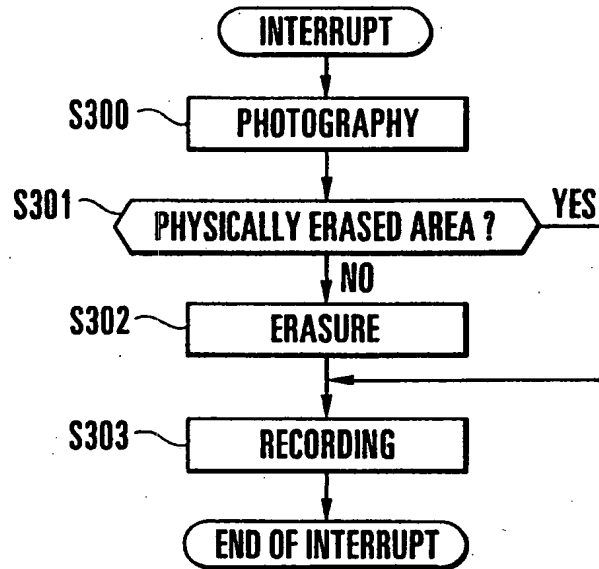 INTERRUPT
S300 PHOTOGRAPHY
S301 PHYSICALLY ERASED AREA ? YES
NO
S302 ERASURE
S303 RECORDING
END OF INTERRUPT